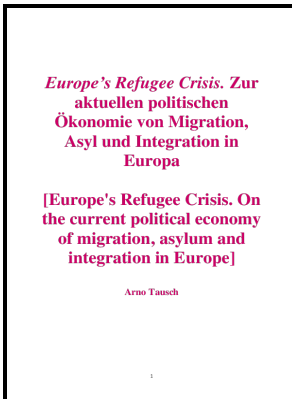 Europe's Refugee Crisis. Zur
aktuellen politischen
Ökonomie von Migration,
Asyl und Integration in
Europa
[Europe's Refugee Crisis. On
the current political economy
of migration, asylum and
integration in Europe]
Arno Tausch
1